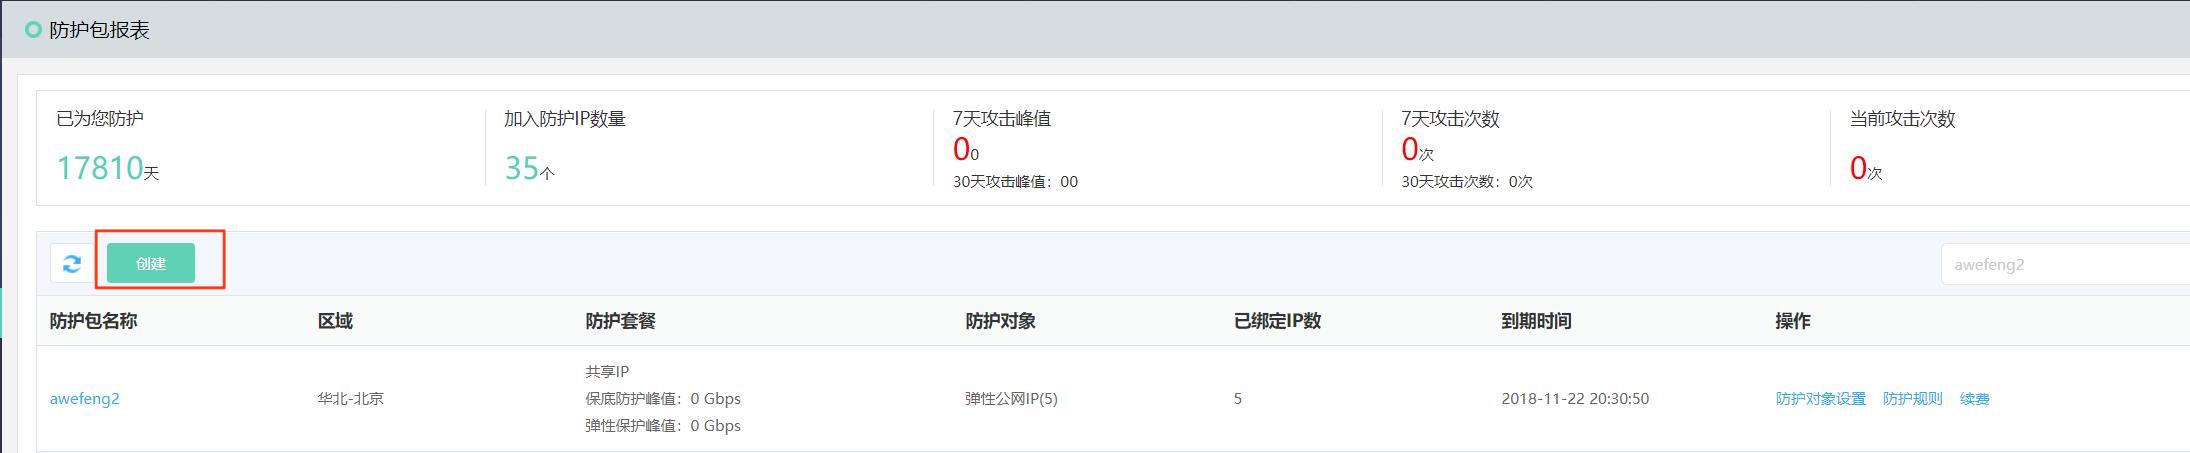 防护包报表
已为您防护
17810天
加入防护IP数量
35个
7天攻击峰值
00
30天攻击峰值：00
7天攻击次数
0次
30天攻击次数：0次
当前攻击次数
0次
创建
awefeng2
防护包名称 区域 防护套餐 防护对象 已绑定IP数 到期时间 操作
共享IP
awefeng2 华北-北京 保底防护峰值：0 Gbps 弹性公网IP(5) 5 2018-11-22 20:30:50 防护对象设置 防护规则 续费
弹性保护峰值：0 Gbps